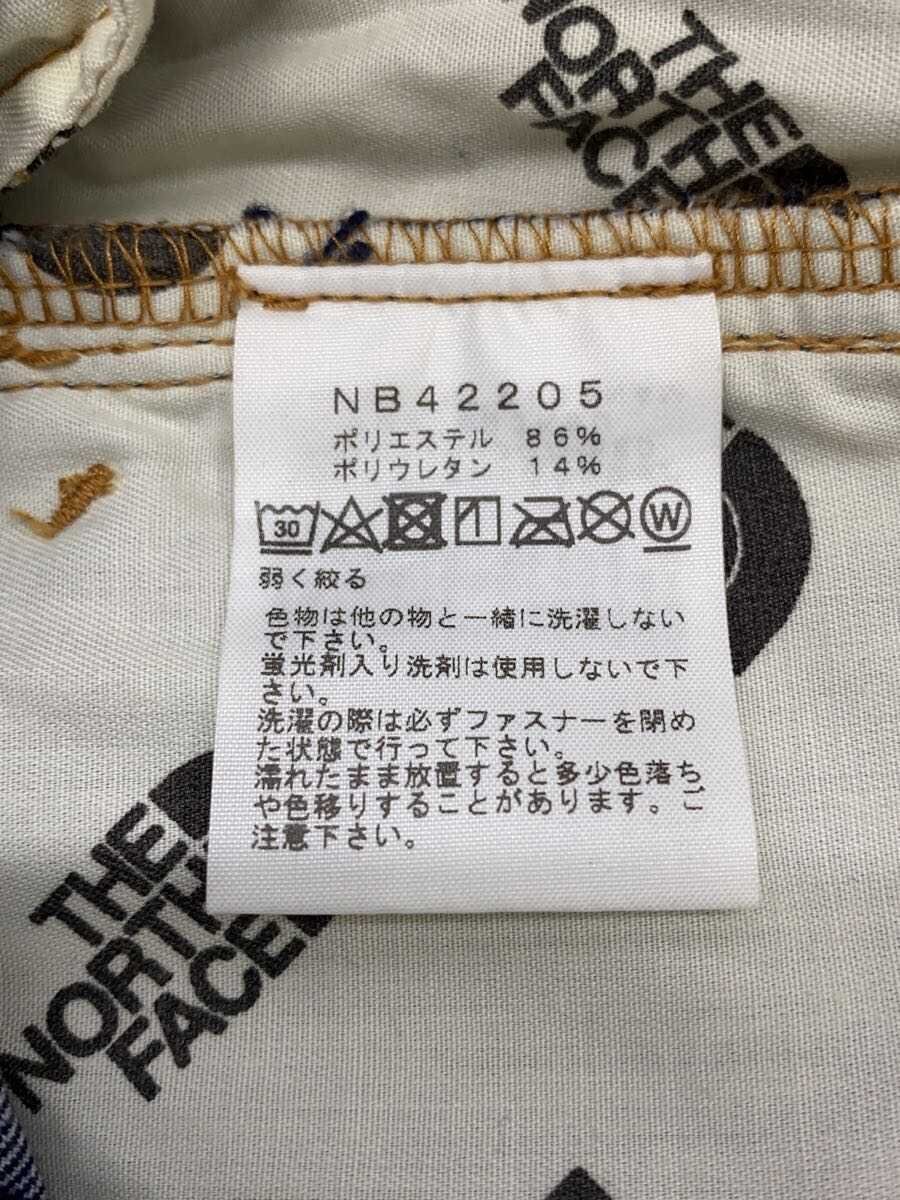 THE
NORTH
FACE
NB42205
ポリエステル 86%
ポリウレタン 14%
30
W
弱く絞る
色物は他の物と一緒に洗濯しない
で下さい。
蛍光剤入り洗剤は使用しないで下
さい。
洗濯の際は必ずファスナーを閉め
た状態で行って下さい。
濡れたまま放置すると多少色落ち
や色移りすることがあります。ご
注意下さい。
THE
NORTH
FACE